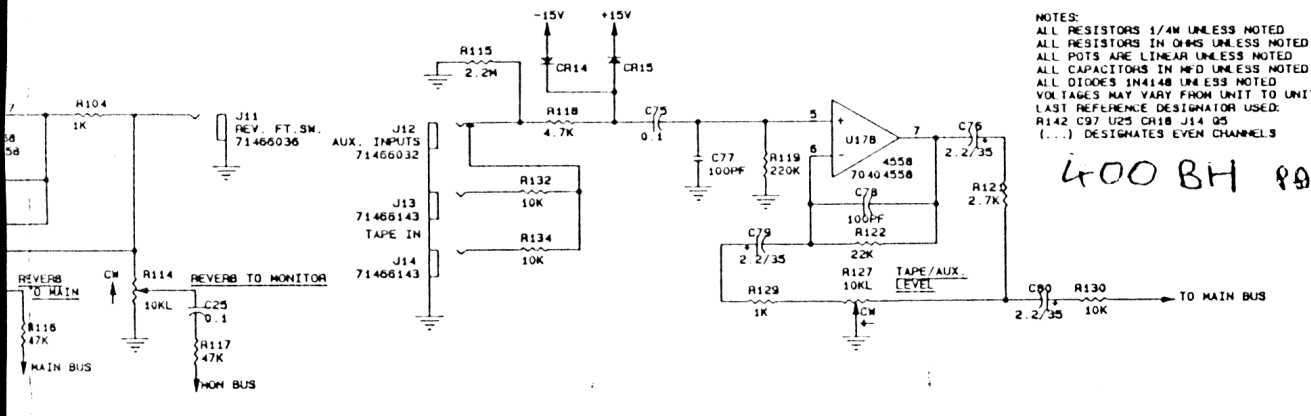 NOTES:
ALL RESISTORS 1/4W UNLESS NOTED
ALL RESISTORS IN OHMS UNLESS NOTED
ALL POTS ARE LINEAR UNLESS NOTED
ALL CAPACITORS IN MFD UNLESS NOTED
ALL DIODES 1N4148 UNLESS NOTED
VOLTAGES MAY VARY FROM UNIT TO UNIT
LAST REFERENCE DESIGNATOR USED:
R142 C97 U25 CR18 J14 Q5
(...) DESIGNATES EVEN CHANNELS
400 BH
-15V
+15V
CR14
CR15
R115
2.2M
7
R104
1K
J11
REV. FT.SW.
71466036
J12
AUX. INPUTS
71466032
R118
4.7K
C75
0.1
C77
100PF
R119
220K
5
+
6
-
U17B
7
4558
70404558
C76
+
2.2/35
R121
2.7K
J13
71466143
TAPE IN
J14
71466143
R132
10K
R134
10K
C78
100PF
R122
22K
C79
+
2.2/35
R127
10KL
TAPE/AUX.
LEVEL
CW
R129
1K
C80
+
2.2/35
R130
10K
TO MAIN BUS
REVERB
TO MAIN
CW
R114
10KL
REVERB TO MONITOR
C25
0.1
R116
47K
R117
47K
MAIN BUS
MON BUS